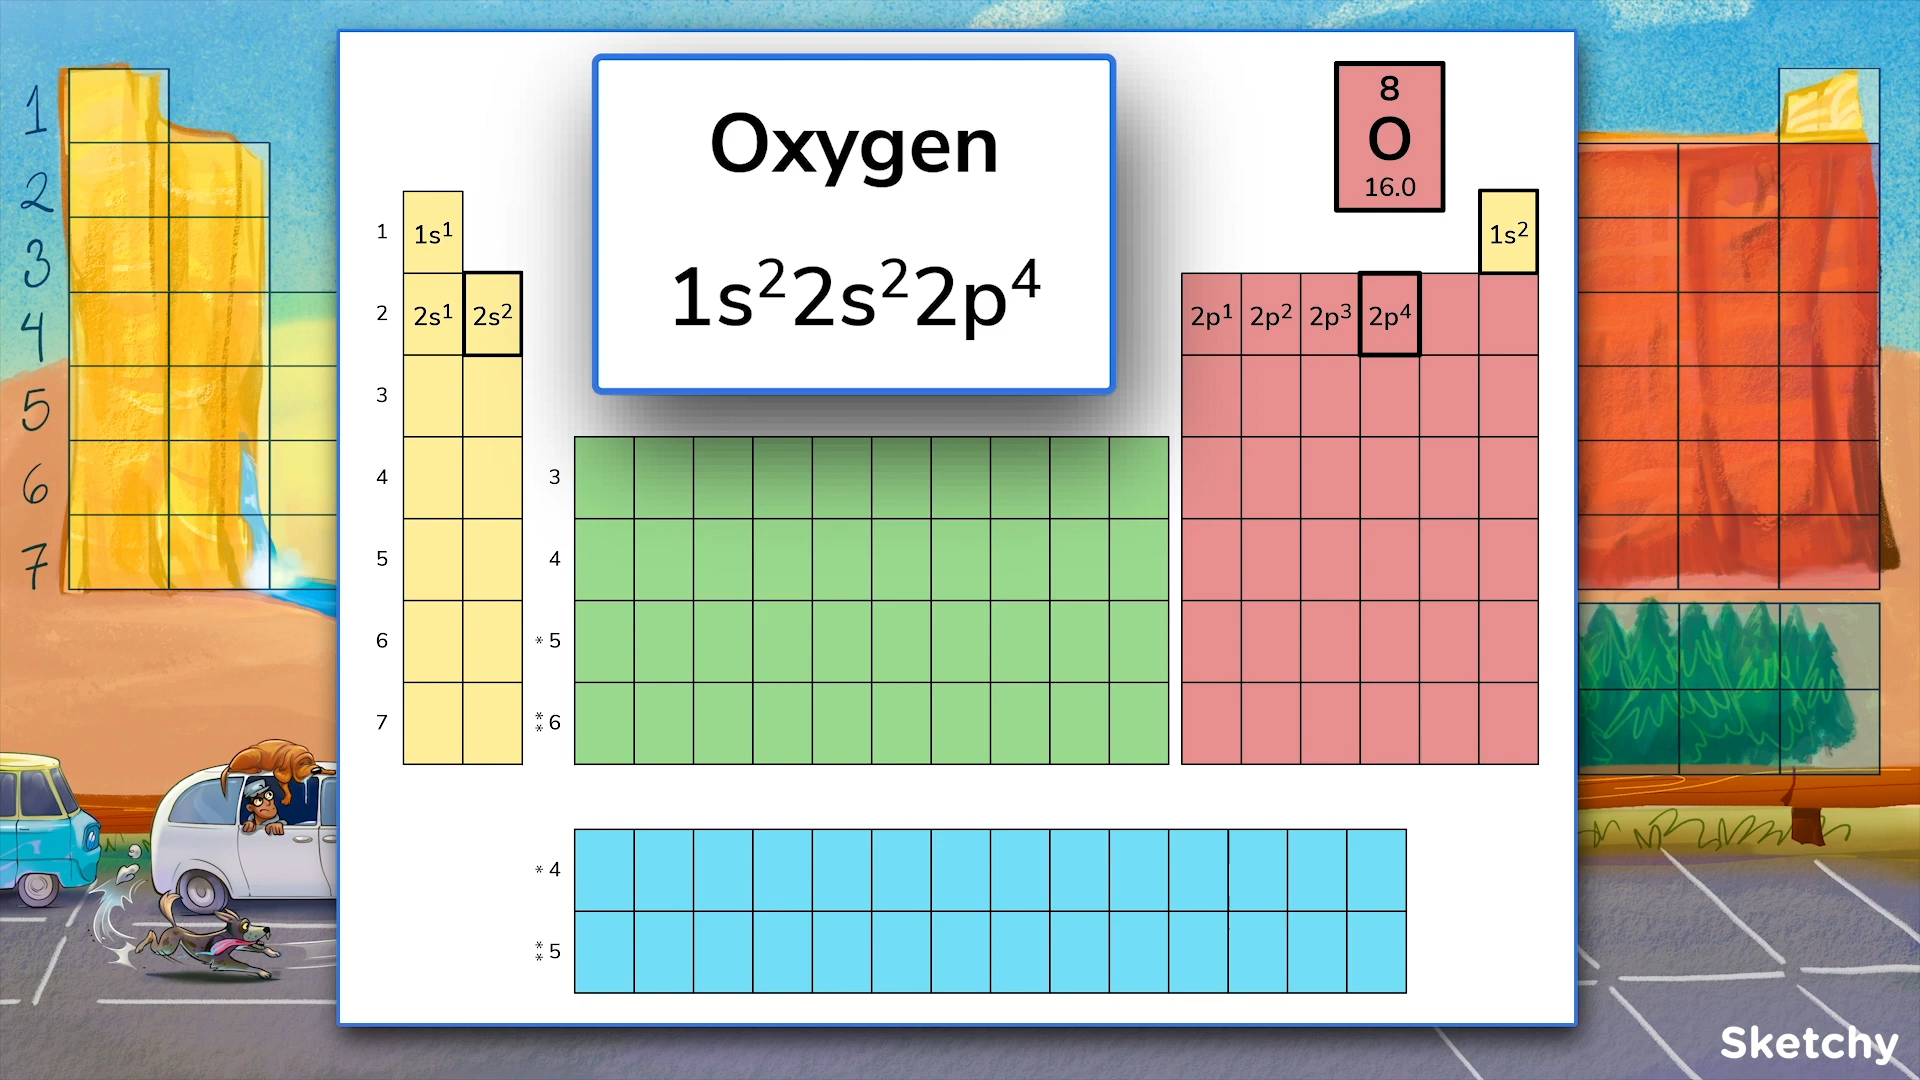 Oxygen
1s²2s²2p⁴
8
O
16.0
1
2
3
4
5
6
7
1 1s¹ 1s²
2 2s¹ 2s² 2p¹ 2p² 2p³ 2p⁴
3
4 3
5 4
6 * 5
7 ** 6
* 4
** 5
Sketchy